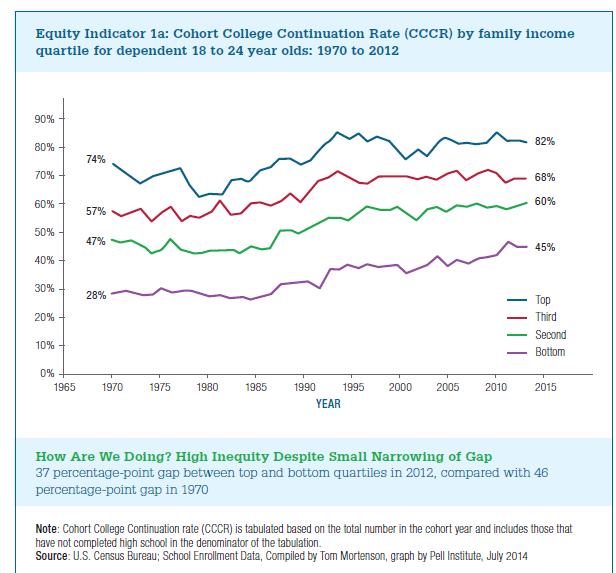 Equity Indicator 1a: Cohort College Continuation Rate (CCCR) by family income
quartile for dependent 18 to 24 year olds: 1970 to 2012
90%
80%
70%
60%
50%
40%
30%
20%
10%
0%
74%
57%
47%
28%
82%
68%
60%
45%
Top
Third
Second
Bottom
1965 1970 1975 1980 1985 1990 1995 2000 2005 2010 2015
YEAR
How Are We Doing? High Inequity Despite Small Narrowing of Gap
37 percentage-point gap between top and bottom quartiles in 2012, compared with 46
percentage-point gap in 1970
Note: Cohort College Continuation rate (CCCR) is tabulated based on the total number in the cohort year and includes those that
have not completed high school in the denominator of the tabulation.
Source: U.S. Census Bureau; School Enrollment Data, Compiled by Tom Mortenson, graph by Pell Institute, July 2014